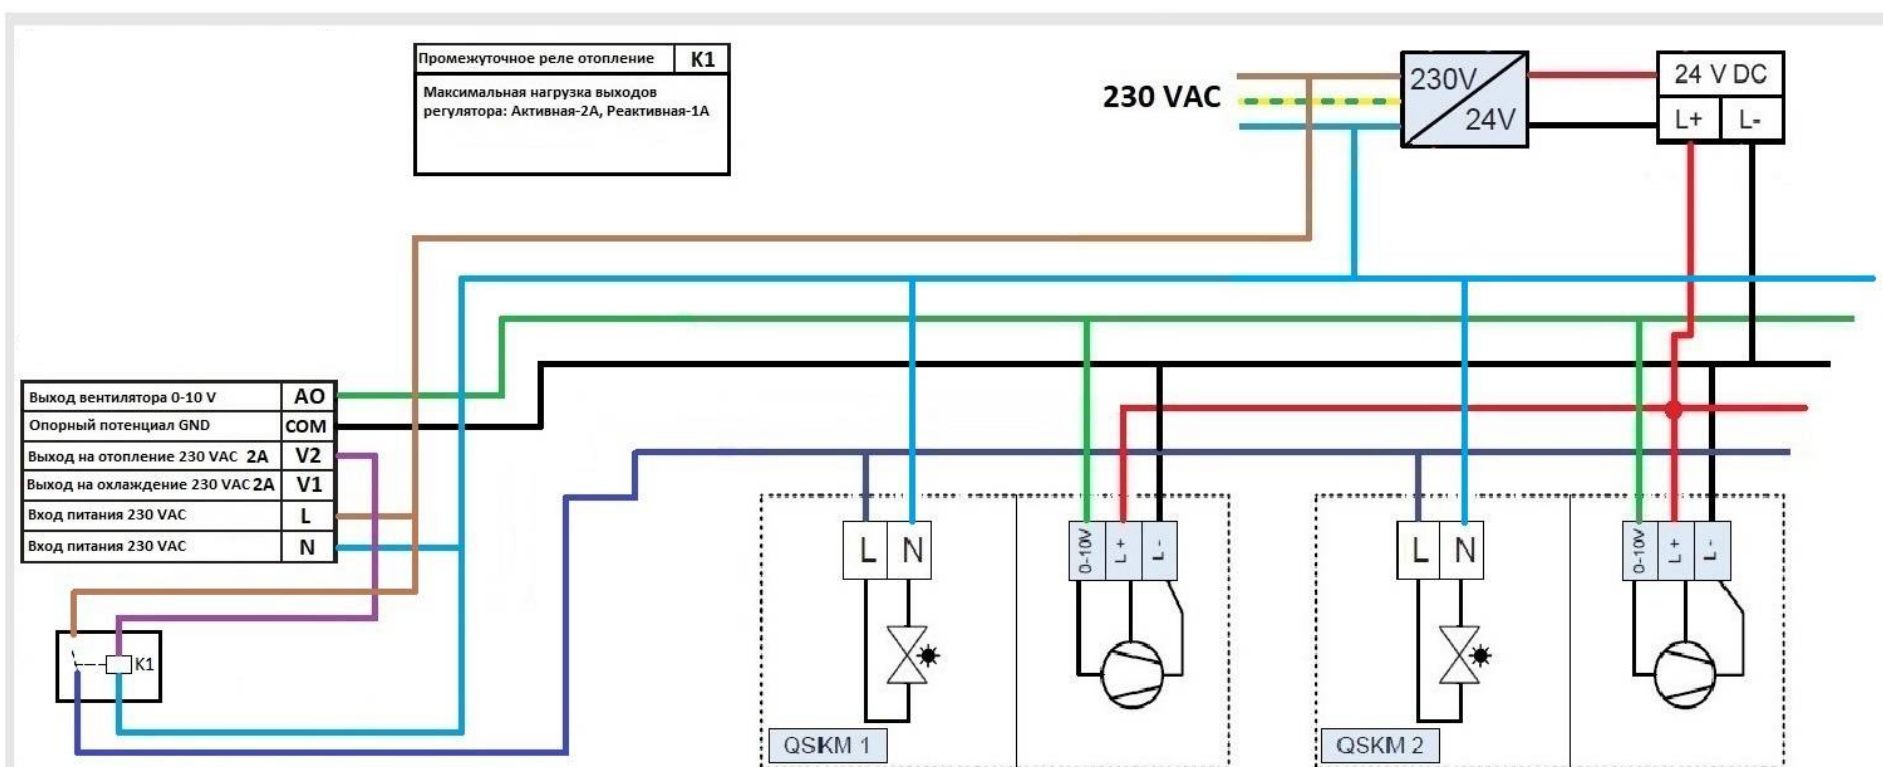 Промежуточное реле отопление K1
Максимальная нагрузка выходов
регулятора: Активная-2А, Реактивная-1А
230 VAC
230V
24V
24 V DC
L+ L-
Выход вентилятора 0-10 V AO
Опорный потенциал GND COM
Выход на отопление 230 VAC 2A V2
Выход на охлаждение 230 VAC 2A V1
Вход питания 230 VAC L
Вход питания 230 VAC N
K1
L N
0-10V L+ L-
L N
0-10V L+ L-
QSKM 1
QSKM 2